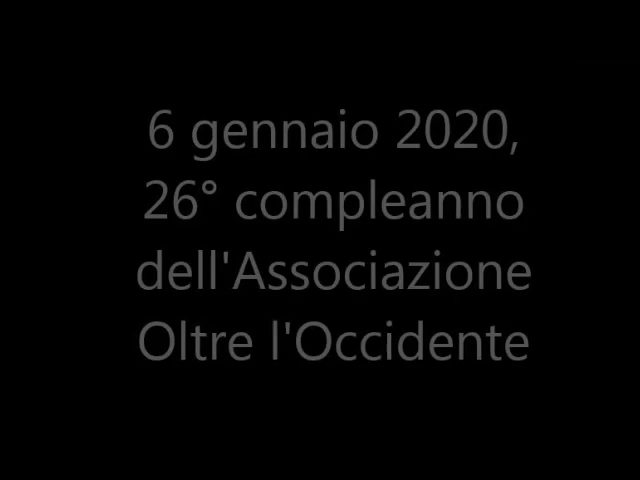 6 gennaio 2020,
26° compleanno
dell'Associazione
Oltre l'Occidente